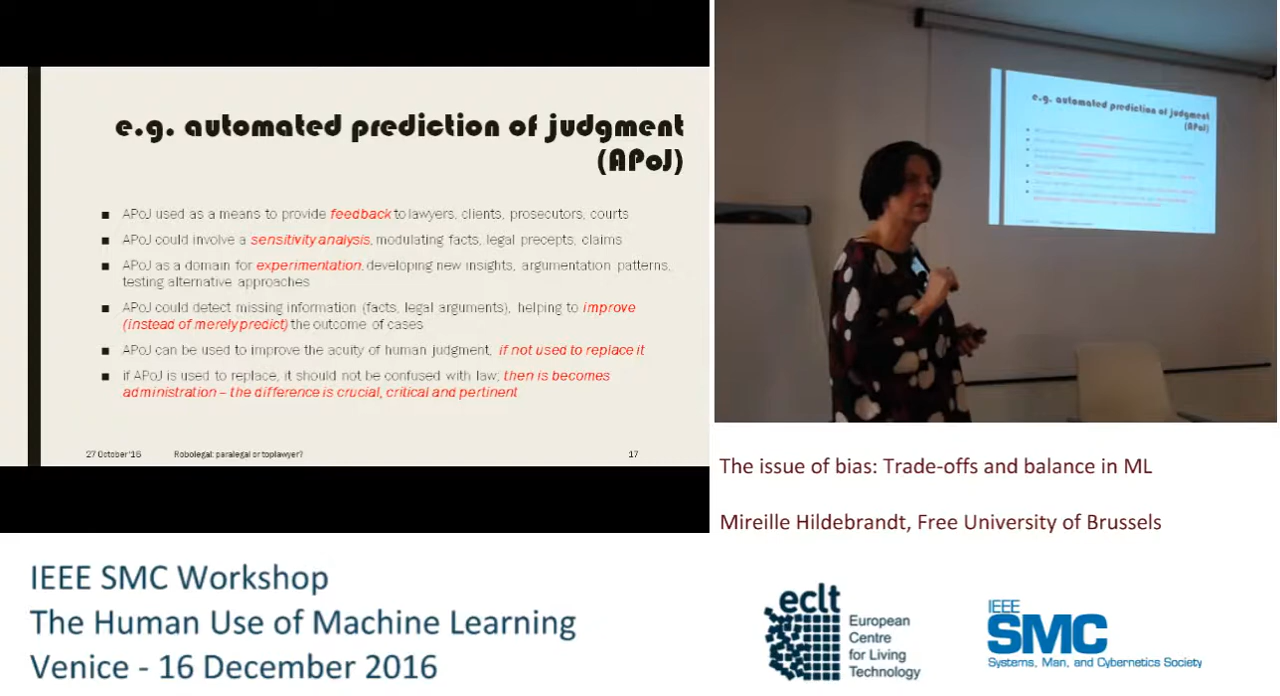 e.g. automated prediction of judgment
(APoJ)
■ APoJ used as a means to provide feedback to lawyers, clients, prosecutors, courts
■ APoJ could involve a sensitivity analysis, modulating facts, legal precepts, claims
■ APoJ as a domain for experimentation, developing new insights, argumentation patterns,
testing alternative approaches
■ APoJ could detect missing information (facts, legal arguments), helping to improve
(instead of merely predict) the outcome of cases
■ APoJ can be used to improve the acuity of human judgment, if not used to replace it
■ if APoJ is used to replace, it should not be confused with law; then is becomes
administration – the difference is crucial, critical and pertinent
27 October '16 Robolegal: paralegal or toplawyer? 17
e.g. automated prediction of judgment
(APoJ)
The issue of bias: Trade-offs and balance in ML
Mireille Hildebrandt, Free University of Brussels
IEEE SMC Workshop
The Human Use of Machine Learning
Venice - 16 December 2016
eclt
European
Centre
for Living
Technology
IEEE
SMC
Systems, Man, and Cybernetics Society